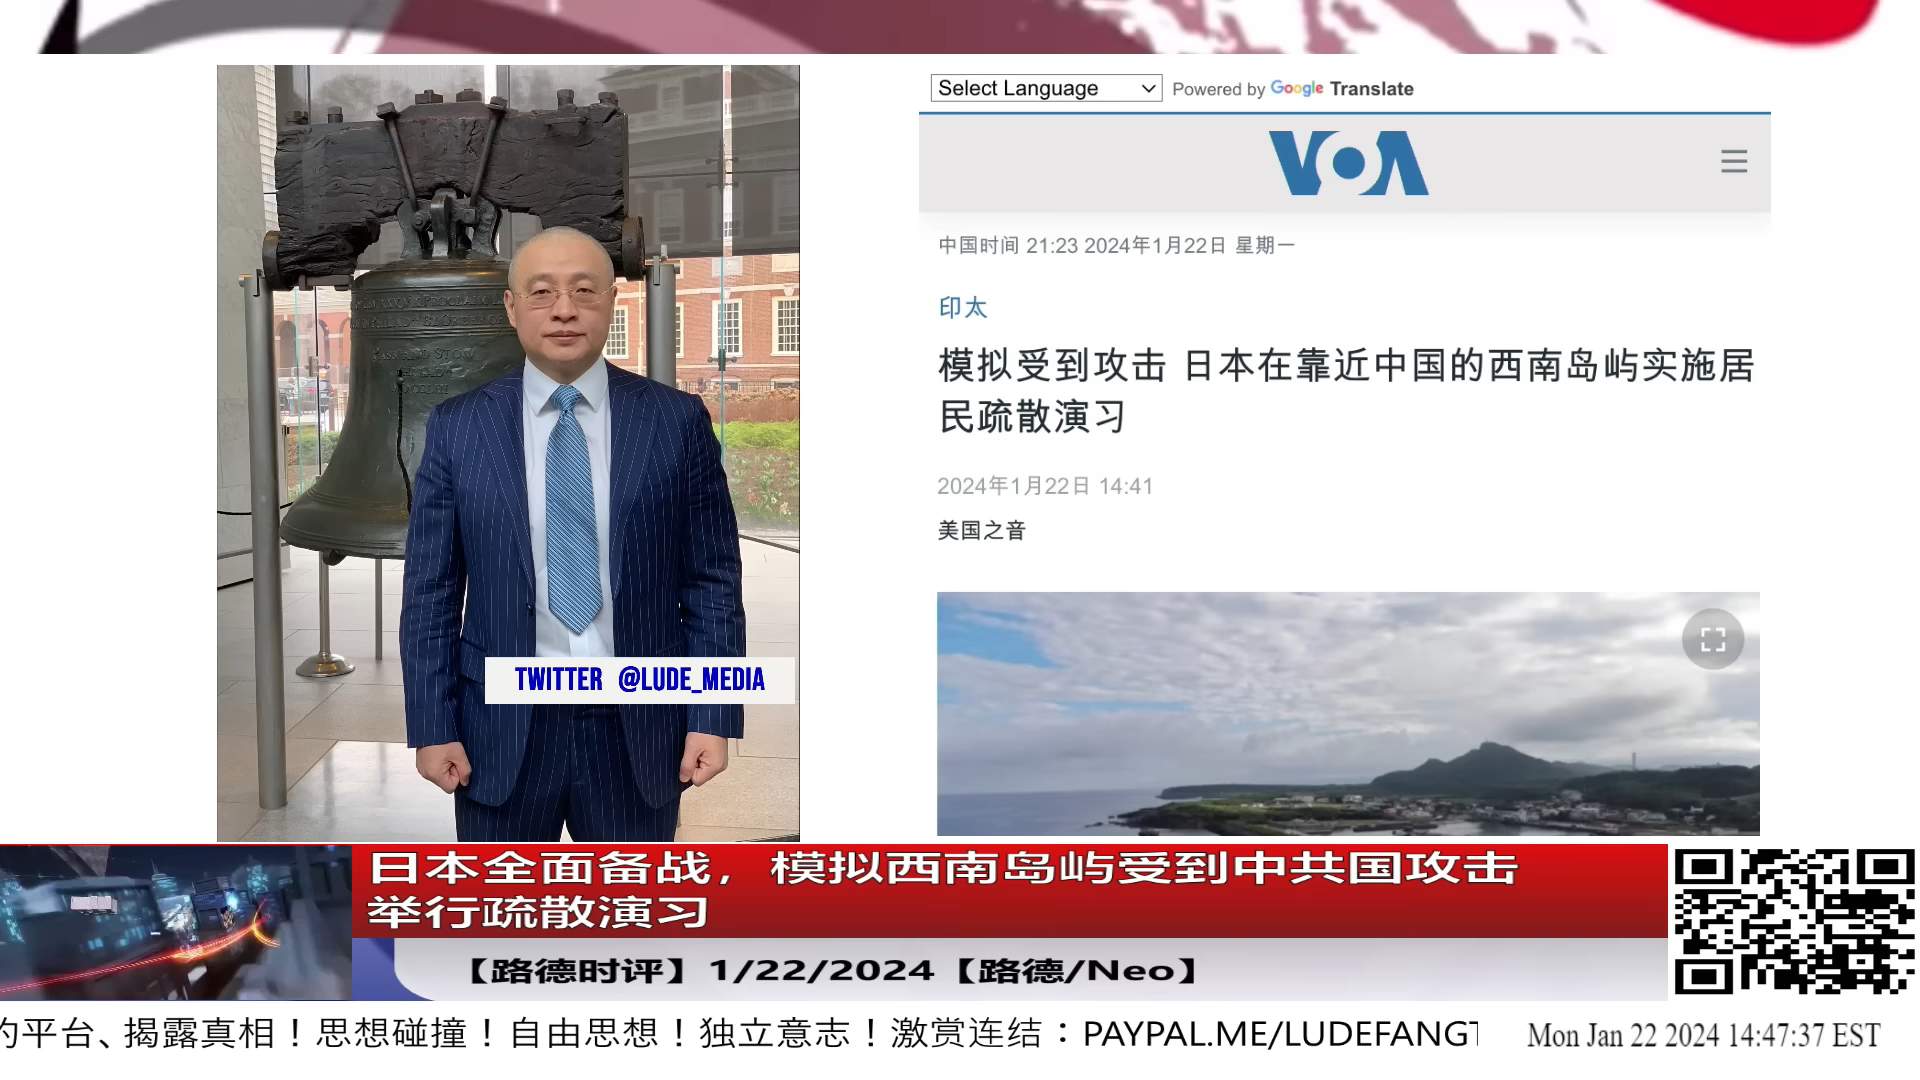 Select Language
Powered by Google Translate
VOA
中国时间 21:23 2024年1月22日 星期一
印太
模拟受到攻击 日本在靠近中国的西南岛屿实施居
民疏散演习
2024年1月22日 14:41
美国之音
PASS AND STOW
TWITTER @LUDE_MEDIA
日本全面备战，模拟西南岛屿受到中共国攻击
举行疏散演习
【路德时评】1/22/2024【路德/Neo】
的平台、揭露真相！思想碰撞！自由思想！独立意志！激赏连结：PAYPAL.ME/LUDEFANGT
Mon Jan 22 2024 14:47:37 EST